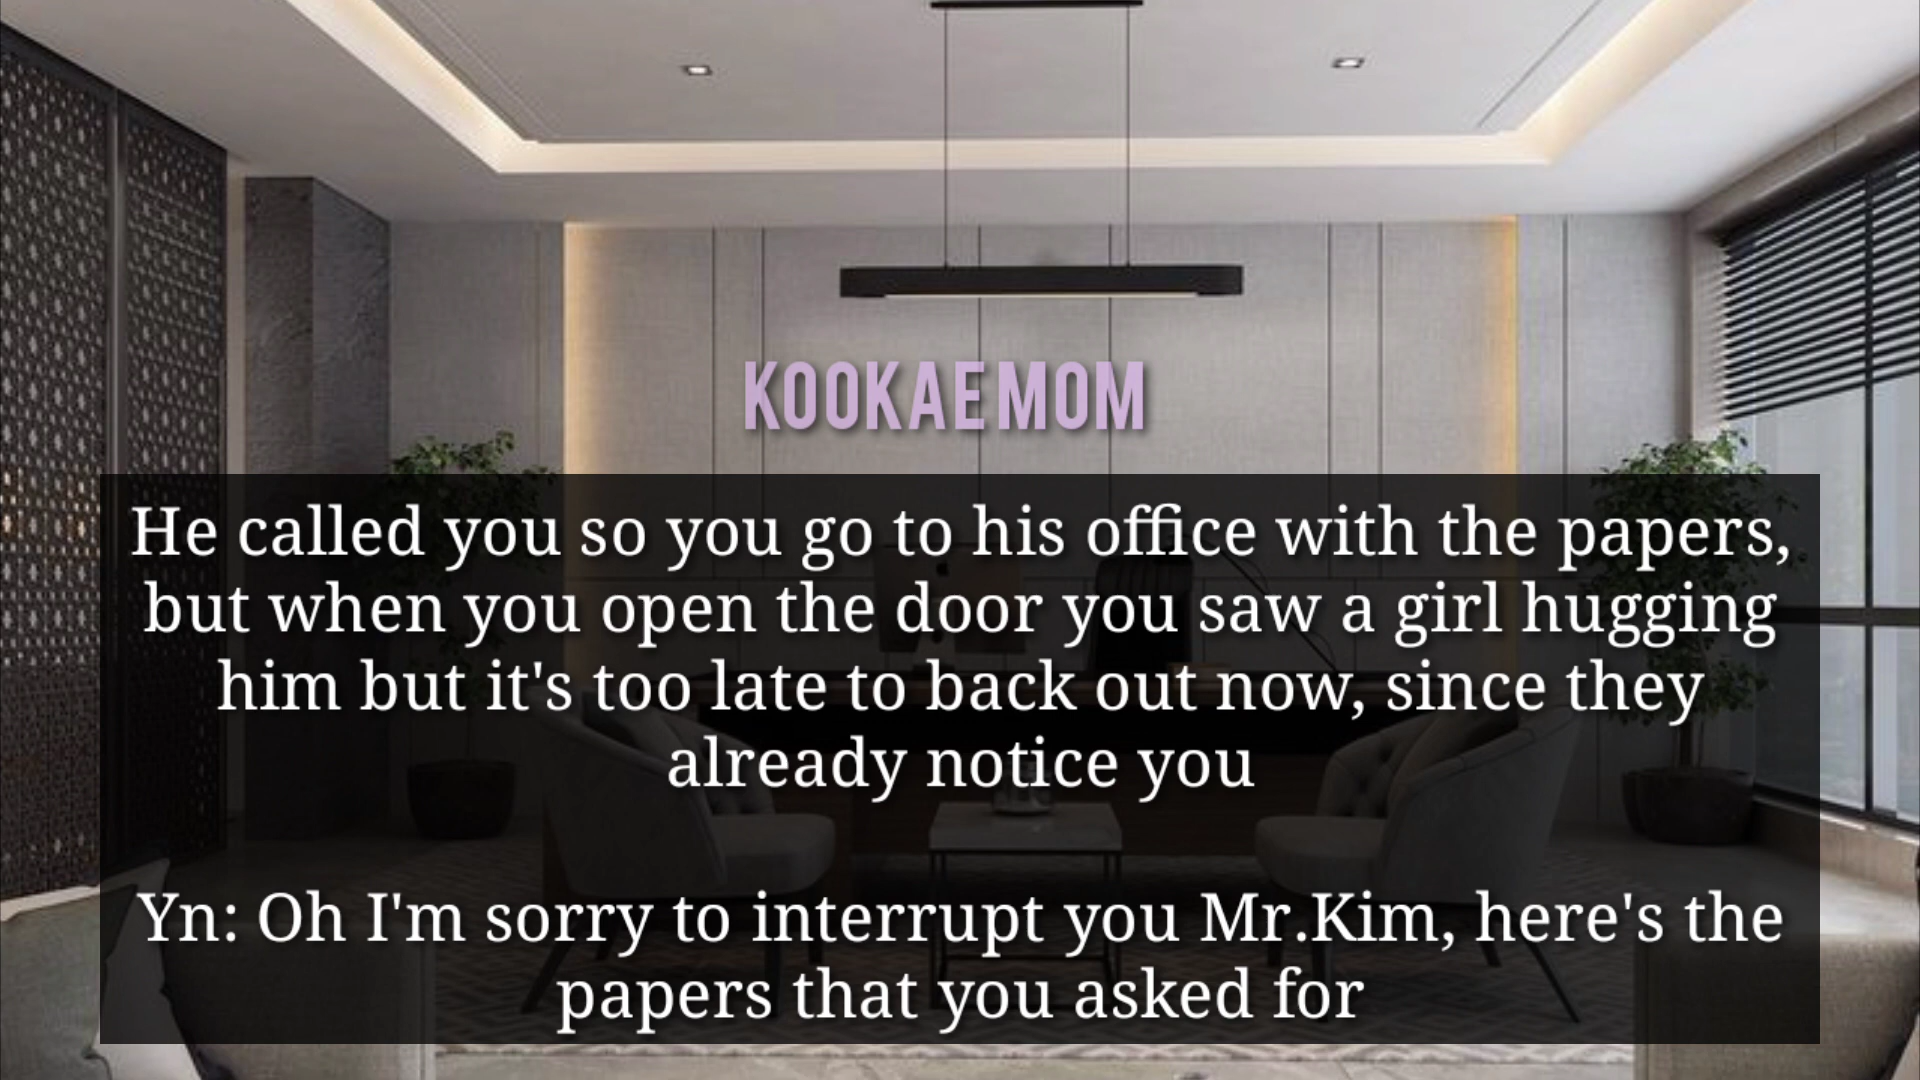 KOOKAE MOM
He called you so you go to his office with the papers,
but when you open the door you saw a girl hugging
him but it's too late to back out now, since they
already notice you
Yn: Oh I'm sorry to interrupt you Mr.Kim, here's the
papers that you asked for